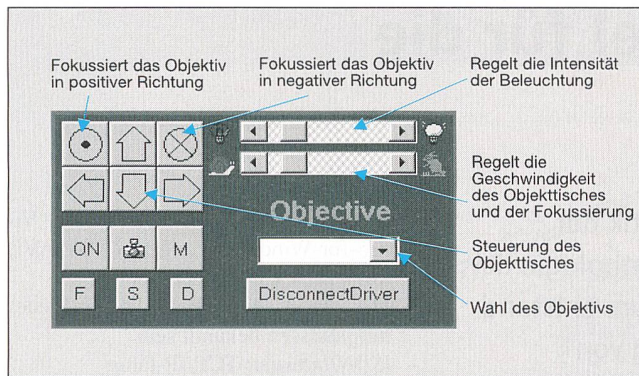 Fokussiert das Objektiv
in positiver Richtung
Fokussiert das Objektiv
in negativer Richtung
Regelt die Intensität
der Beleuchtung
Regelt die
Geschwindigkeit
des Objekttisches
und der Fokussierung
Objective
Steuerung des
Objekttisches
ON
M
Wahl des Objektivs
F
S
D
DisconnectDriver